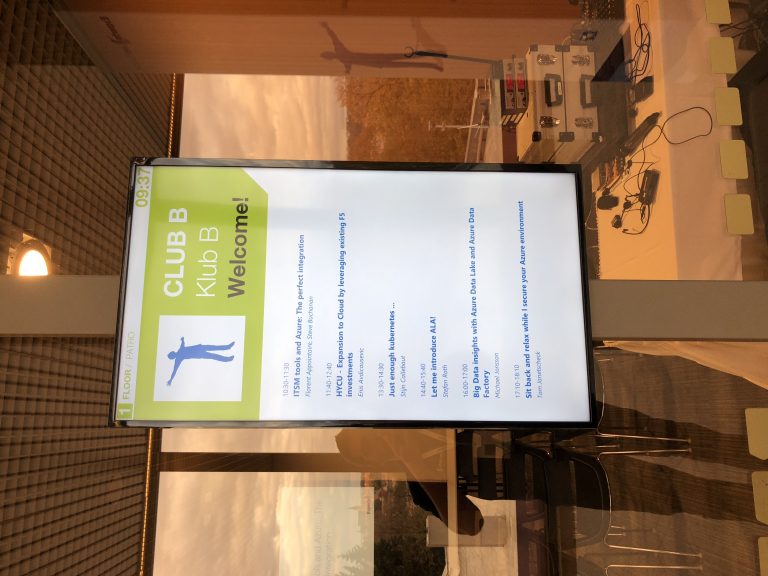 1 FLOOR / PATRO
09:37
CLUB B
Klub B
Welcome!
10:30-11:30
ITSM tools and Azure: The perfect integration
Florent Appointaire, Steve Buchanan
11:40-12:40
HYCU - Expansion to Cloud by leveraging existing F5
investments
Enis Avdicausevic
13:30-14:30
Just enough kubernetes ...
Stijn Callebaut
14:40-15:40
Let me introduce ALA!
Stefan Roth
16:00-17:00
Big Data insights with Azure Data Lake and Azure Data
Factory
Michael Jonsson
17:10-18:10
Sit back and relax while I secure your Azure environment
Tom Janetscheck